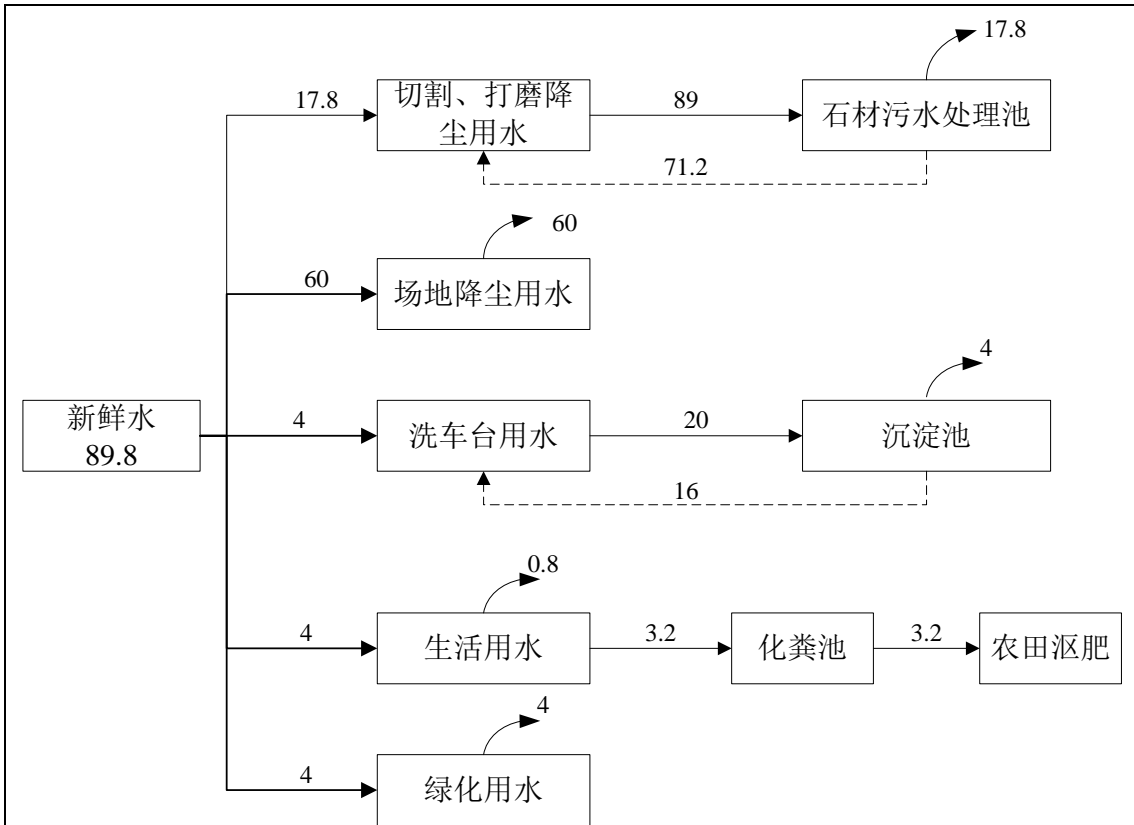 17.8
17.8
切割、打磨降
尘用水
89
石材污水处理池
71.2
60
60
场地降尘用水
新鲜水
89.8
4
洗车台用水
20
4
沉淀池
16
0.8
4
生活用水
3.2
化粪池
3.2
农田沤肥
4
4
绿化用水